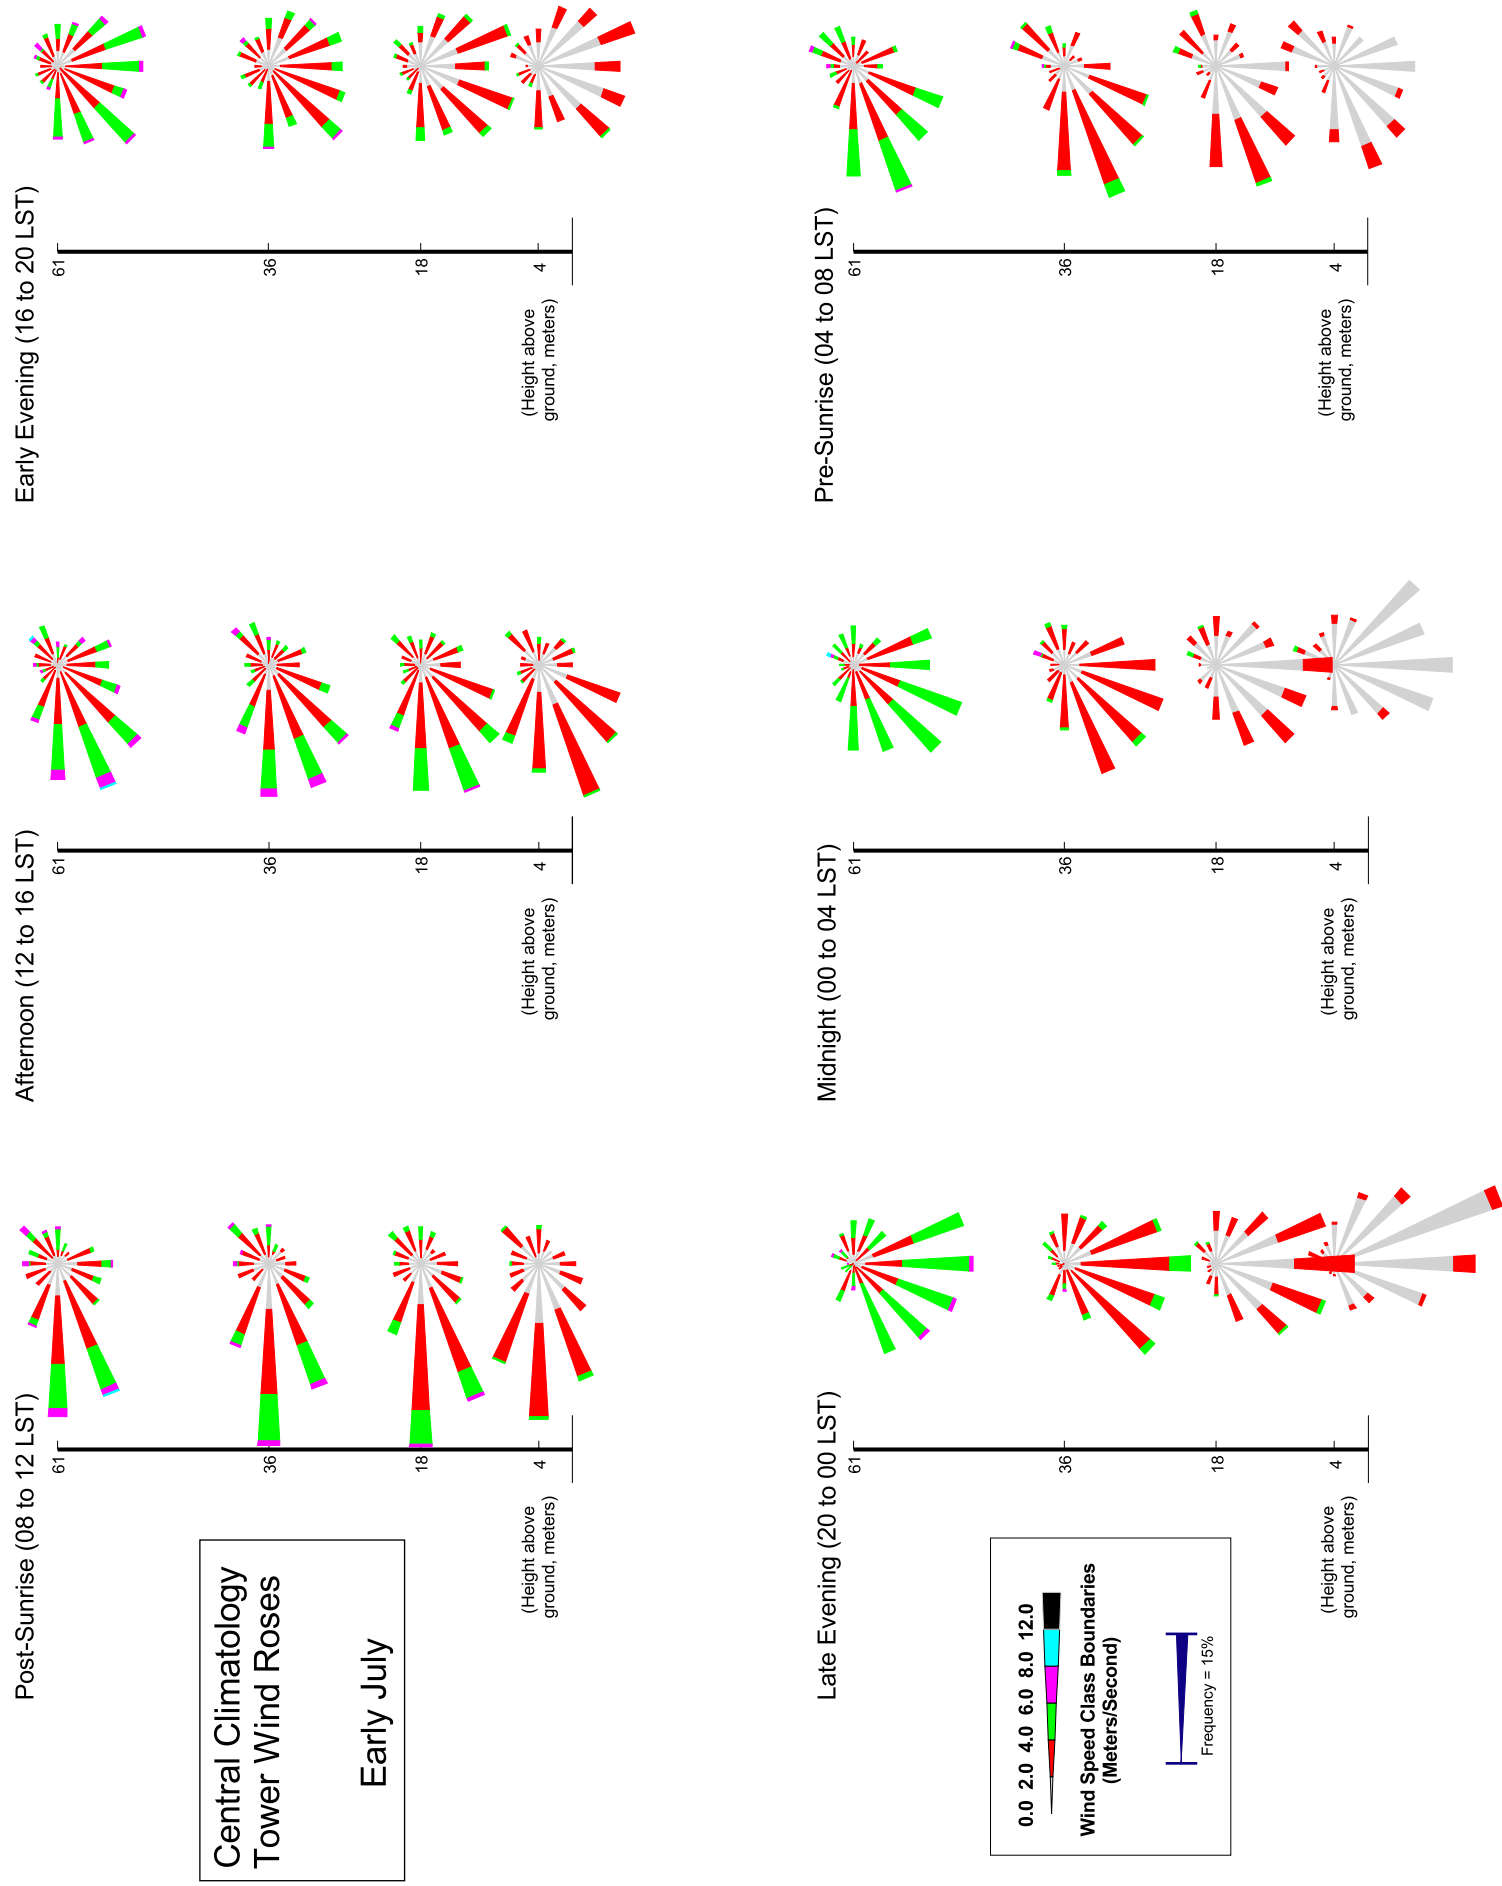 Central Climatology
Tower Wind Roses
Early July
Post-Sunrise (08 to 12 LST)
61
36
18
4
(Height above
ground, meters)
Afternoon (12 to 16 LST)
61
36
18
4
(Height above
ground, meters)
Early Evening (16 to 20 LST)
61
36
18
4
(Height above
ground, meters)
Late Evening (20 to 00 LST)
61
36
18
4
(Height above
ground, meters)
Midnight (00 to 04 LST)
61
36
18
4
(Height above
ground, meters)
Pre-Sunrise (04 to 08 LST)
61
36
18
4
(Height above
ground, meters)
0.0 2.0 4.0 6.0 8.0 12.0
Wind Speed Class Boundaries
(Meters/Second)
Frequency = 15%